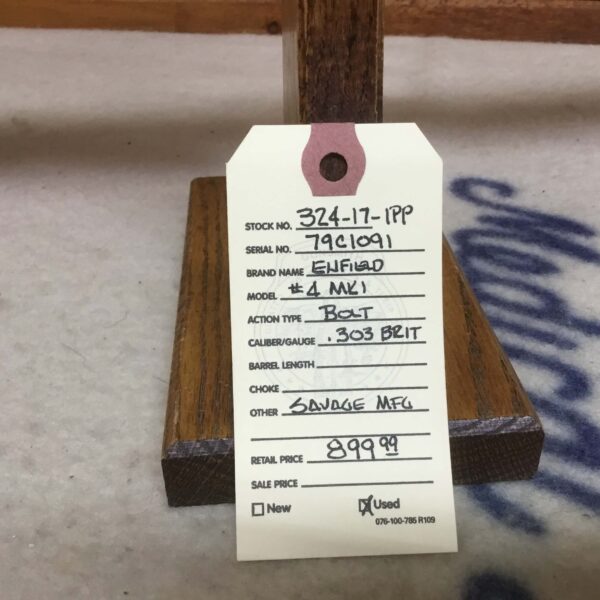 STOCK NO. 324-17-1PP
SERIAL NO. 79C1091
BRAND NAME ENFIELD
MODEL #4 MK1
ACTION TYPE BOLT
CALIBER/GAUGE .303 BRIT
BARREL LENGTH
CHOKE
OTHER SAVAGE MFG
RETAIL PRICE 899.99
SALE PRICE
New Used
076-100-785 R109